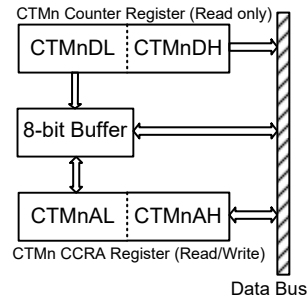 CTMn Counter Register (Read only)
CTMnDL CTMnDH
8-bit Buffer
CTMnAL CTMnAH
CTMn CCRA Register (Read/Write)
Data Bus